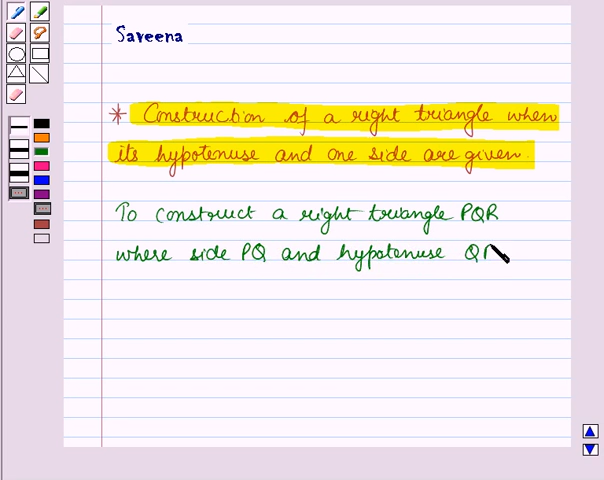 Saveena
* Construction of a right triangle when
its hypotenuse and one side are given.
To construct a right triangle PQR
where side PQ and hypotenuse Q